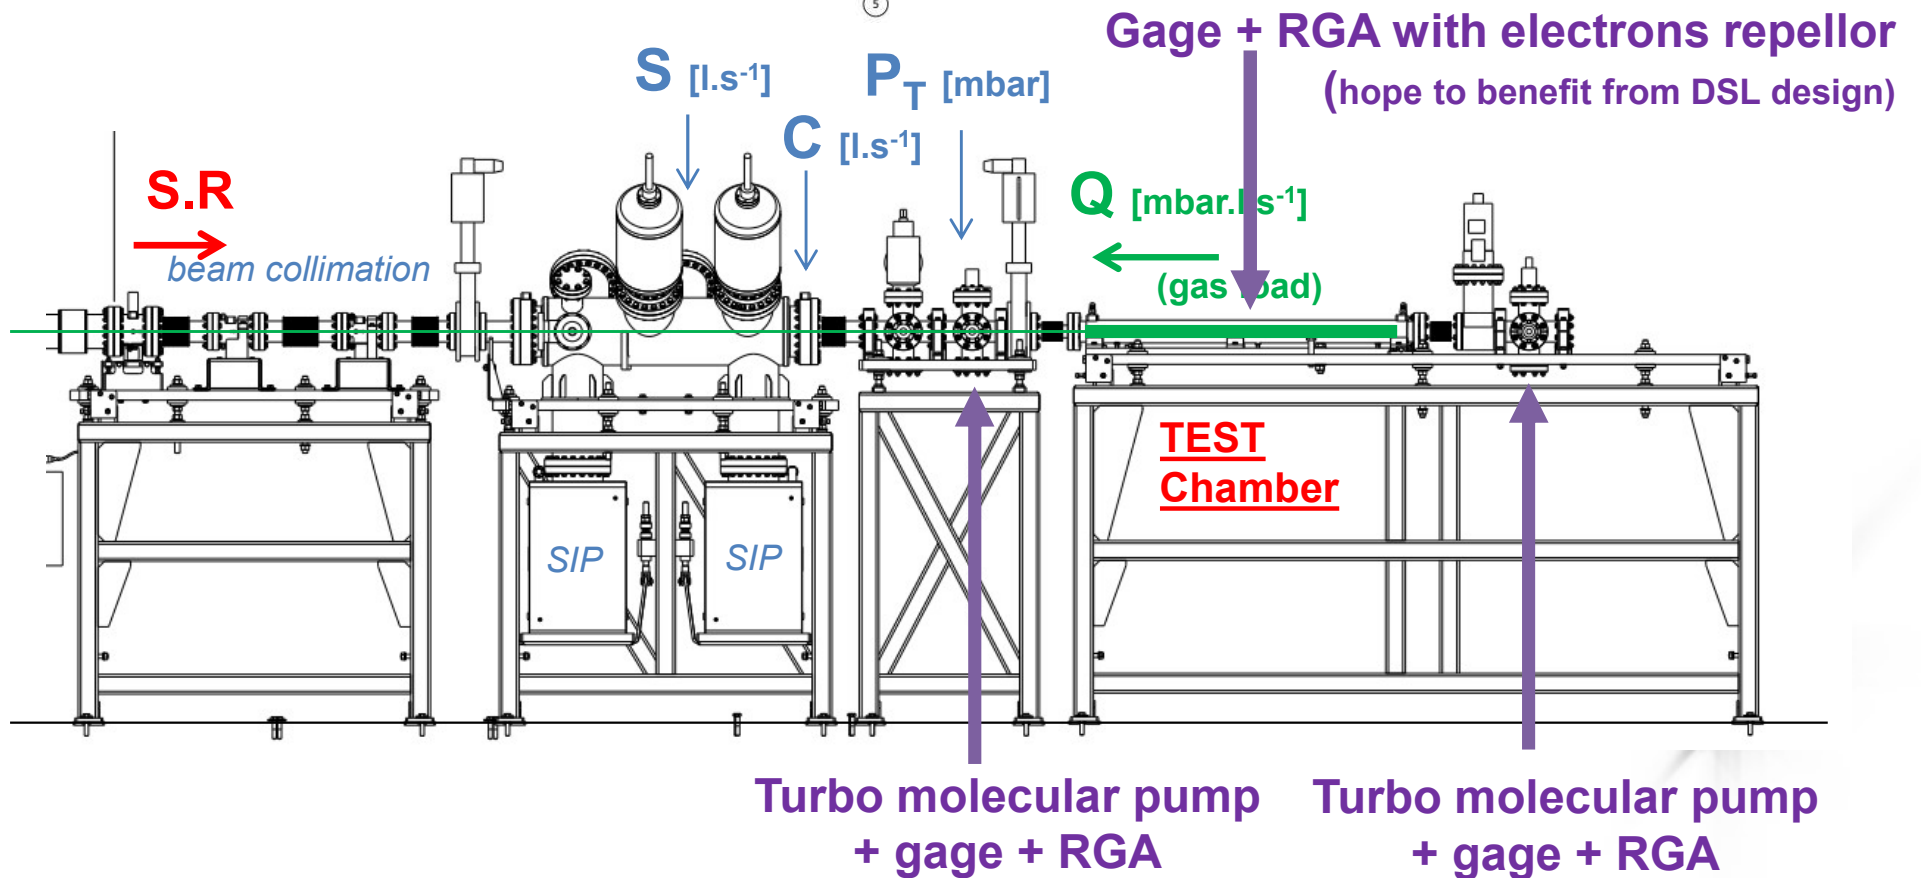 5
Gage + RGA with electrons repellor
(hope to benefit from DSL design)
S [l.s-1]
PT [mbar]
C [l.s-1]
S.R
beam collimation
Q [mbar.l.s-1]
(gas load)
TEST
Chamber
SIP
SIP
Turbo molecular pump
+ gage + RGA
Turbo molecular pump
+ gage + RGA